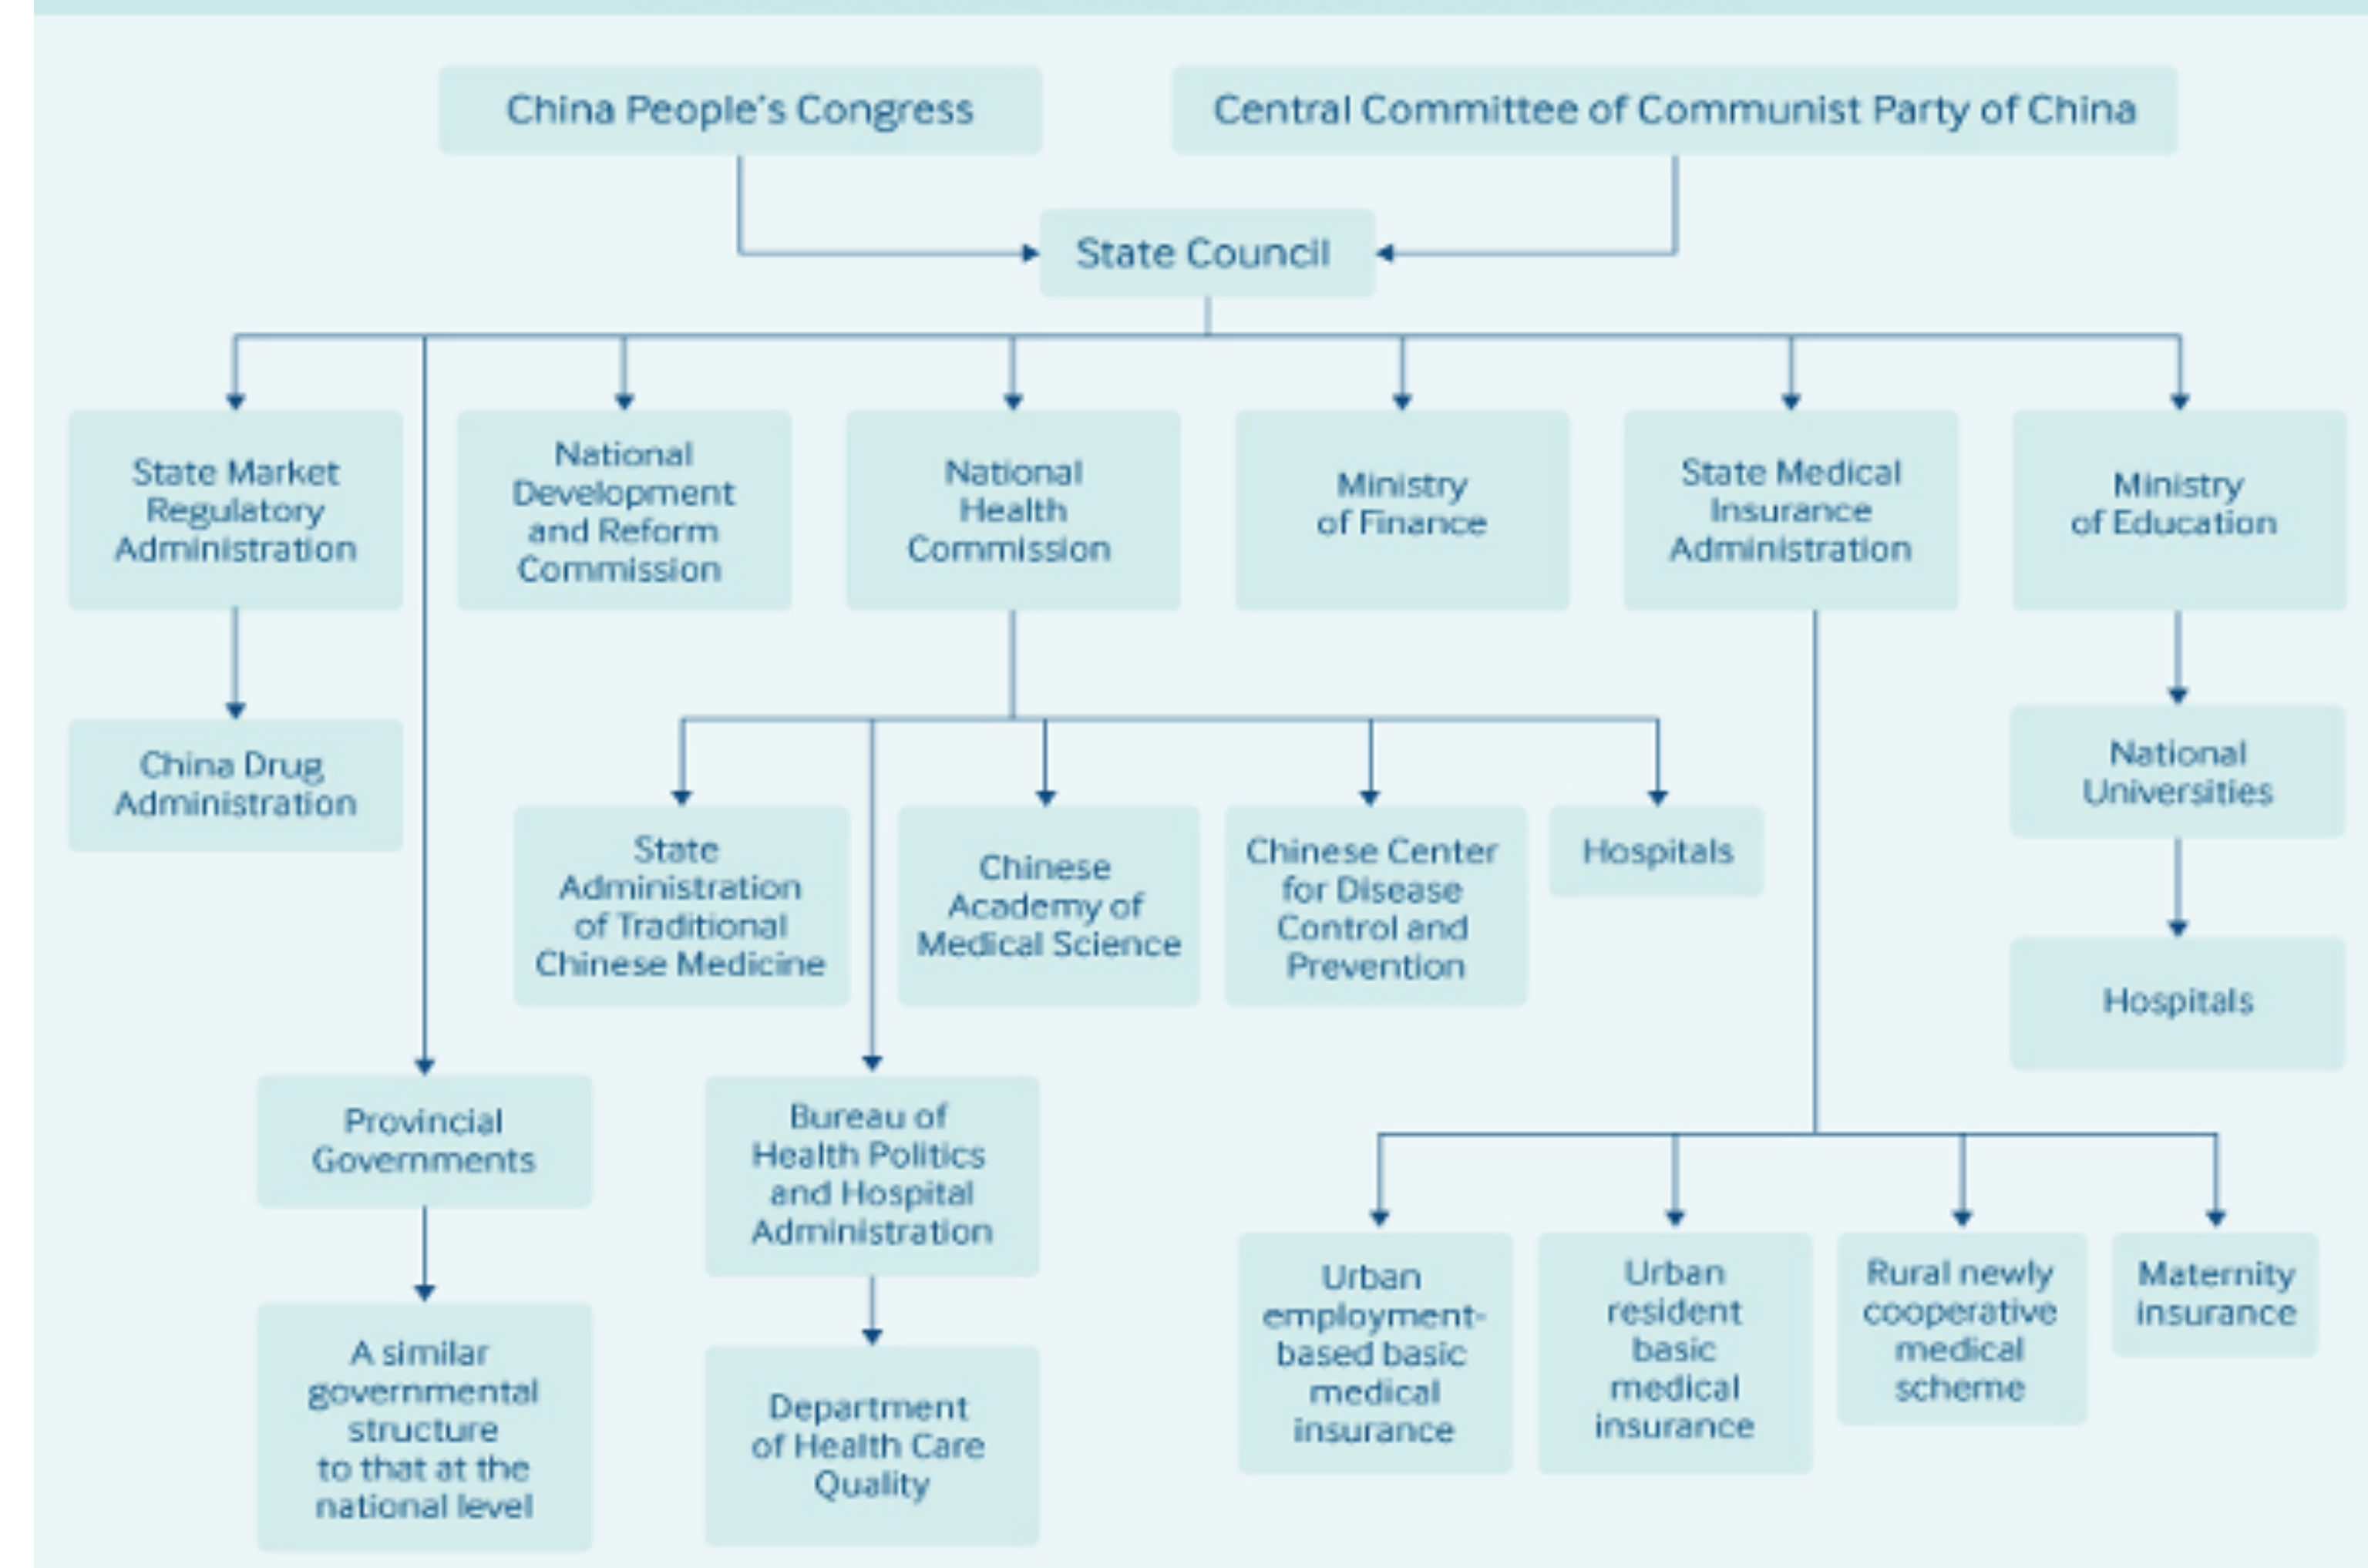 China People's Congress
Central Committee of Communist Party of China
State Council
State Market
Regulatory
Administration
National
Development
and Reform
Commission
National
Health
Commission
Ministry
of Finance
State Medical
Insurance
Administration
Ministry
of Education
China Drug
Administration
National
Universities
State
Administration
of Traditional
Chinese Medicine
Chinese
Academy of
Medical Science
Chinese Center
for Disease
Control and
Prevention
Hospitals
Hospitals
Provincial
Governments
Bureau of
Health Politics
and Hospital
Administration
A similar
governmental
structure
to that at the
national level
Department
of Health Care
Quality
Urban
employment-
based basic
medical
insurance
Urban
resident
basic
medical
insurance
Rural newly
cooperative
medical
scheme
Maternity
insurance